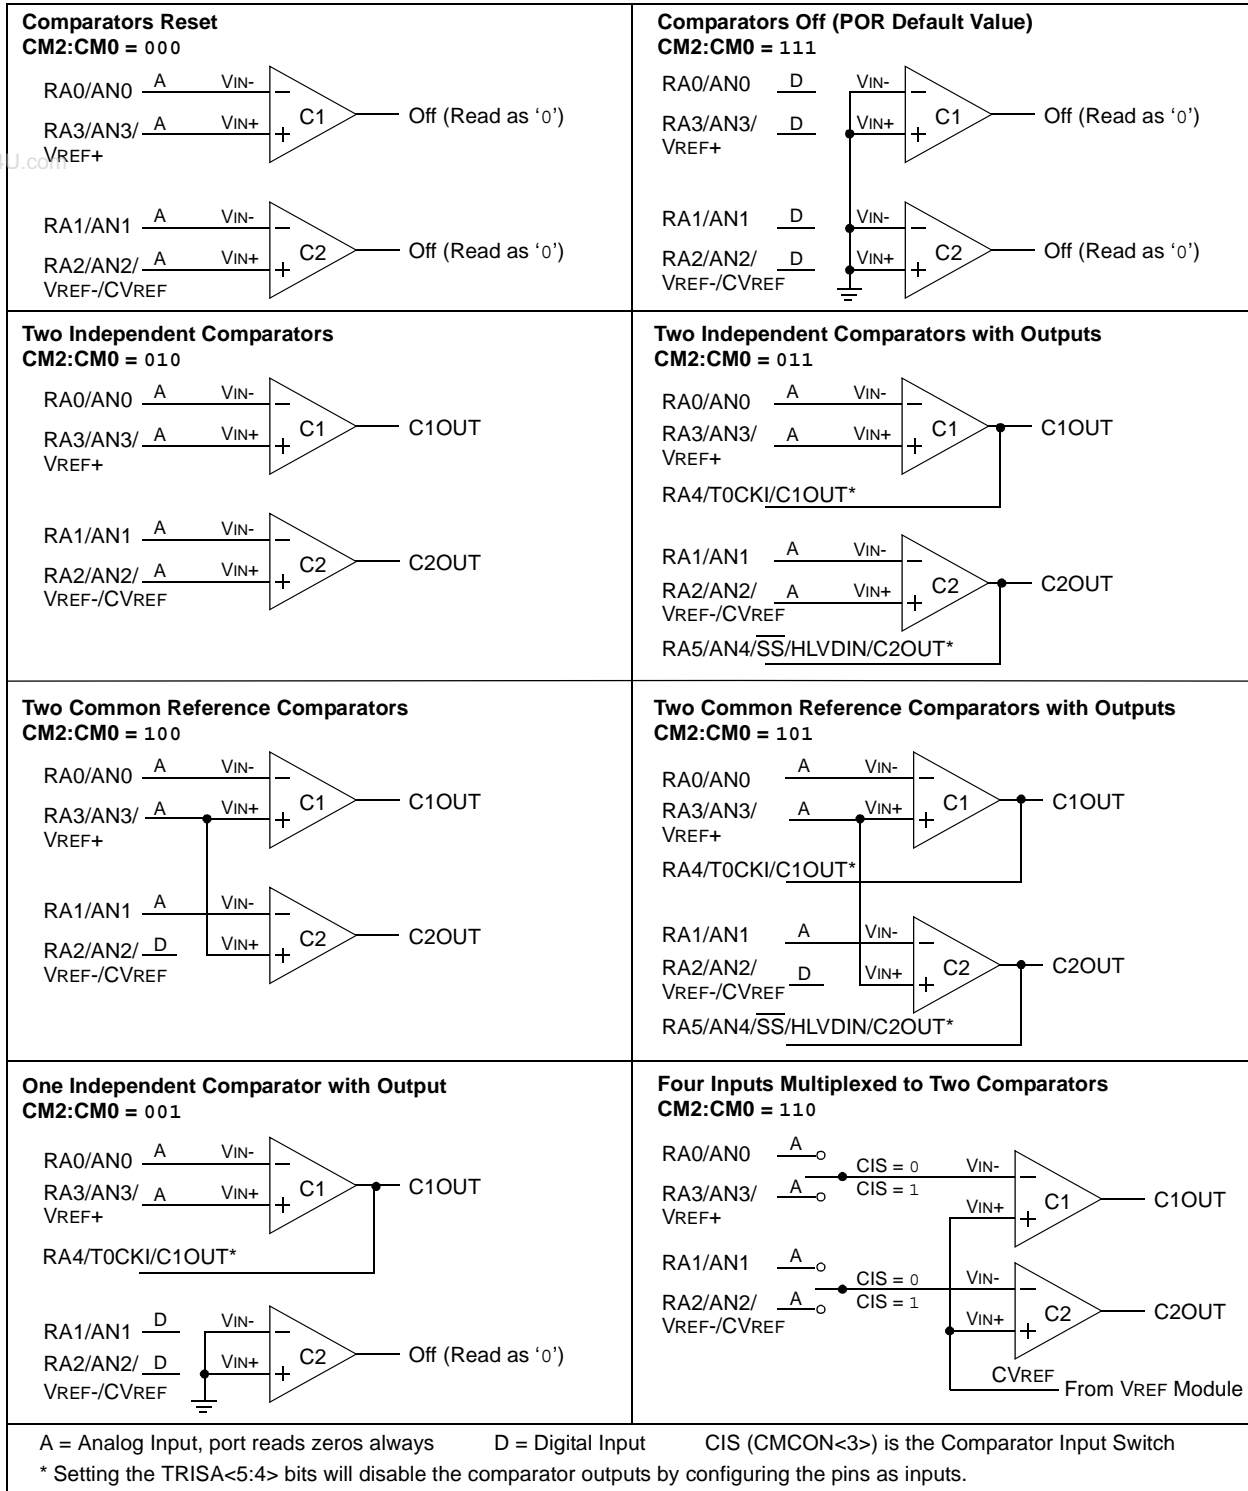 Comparators Reset
CM2:CM0 = 000
RA0/AN0 A VIN-
C1 Off (Read as ‘0’)
RA3/AN3/ A VIN+
VREF+
4U.com
RA1/AN1 A VIN-
C2 Off (Read as ‘0’)
RA2/AN2/ A VIN+
VREF-/CVREF
Comparators Off (POR Default Value)
CM2:CM0 = 111
RA0/AN0 D VIN-
C1 Off (Read as ‘0’)
RA3/AN3/ D VIN+
VREF+
RA1/AN1 D VIN-
C2 Off (Read as ‘0’)
RA2/AN2/ D VIN+
VREF-/CVREF
Two Independent Comparators
CM2:CM0 = 010
RA0/AN0 A VIN-
C1 C1OUT
RA3/AN3/ A VIN+
VREF+
RA1/AN1 A VIN-
C2 C2OUT
RA2/AN2/ A VIN+
VREF-/CVREF
Two Independent Comparators with Outputs
CM2:CM0 = 011
RA0/AN0 A VIN-
C1 C1OUT
RA3/AN3/ A VIN+
VREF+
RA4/T0CKI/C1OUT*
RA1/AN1 A VIN-
C2 C2OUT
RA2/AN2/ A VIN+
VREF-/CVREF
RA5/AN4/SS/HLVDIN/C2OUT*
Two Common Reference Comparators
CM2:CM0 = 100
RA0/AN0 A VIN-
C1 C1OUT
RA3/AN3/ A VIN+
VREF+
RA1/AN1 A VIN-
C2 C2OUT
RA2/AN2/ D VIN+
VREF-/CVREF
Two Common Reference Comparators with Outputs
CM2:CM0 = 101
RA0/AN0 A VIN-
C1 C1OUT
RA3/AN3/ A VIN+
VREF+
RA4/T0CKI/C1OUT*
RA1/AN1 A VIN-
C2 C2OUT
RA2/AN2/ D VIN+
VREF-/CVREF
RA5/AN4/SS/HLVDIN/C2OUT*
One Independent Comparator with Output
CM2:CM0 = 001
RA0/AN0 A VIN-
C1 C1OUT
RA3/AN3/ A VIN+
VREF+
RA4/T0CKI/C1OUT*
RA1/AN1 D VIN-
C2 Off (Read as ‘0’)
RA2/AN2/ D VIN+
VREF-/CVREF
Four Inputs Multiplexed to Two Comparators
CM2:CM0 = 110
RA0/AN0 A
CIS = 0 VIN-
RA3/AN3/ A CIS = 1
C1 C1OUT
VREF+ VIN+
RA1/AN1 A
CIS = 0 VIN-
RA2/AN2/ A CIS = 1
C2 C2OUT
VREF-/CVREF VIN+
CVREF
From VREF Module
A = Analog Input, port reads zeros always D = Digital Input CIS (CMCON<3>) is the Comparator Input Switch
* Setting the TRISA<5:4> bits will disable the comparator outputs by configuring the pins as inputs.